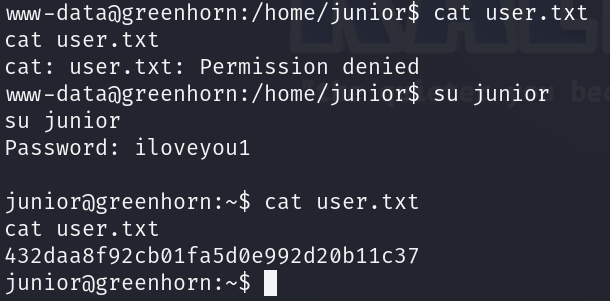 www-data@greenhorn:/home/junior$ cat user.txt
cat user.txt
cat: user.txt: Permission denied
www-data@greenhorn:/home/junior$ su junior
su junior
Password: iloveyou1
junior@greenhorn:~$ cat user.txt
cat user.txt
432daa8f92cb01fa5d0e992d20b11c37
junior@greenhorn:~$